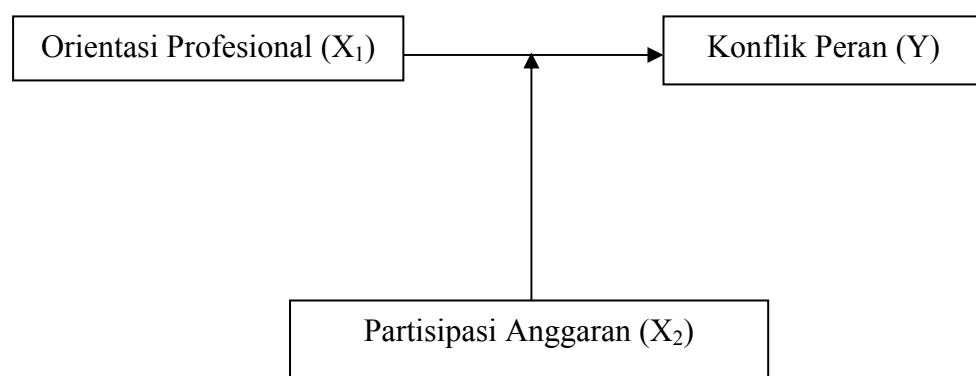 Orientasi Profesional (X₁)
Konflik Peran (Y)
Partisipasi Anggaran (X₂)